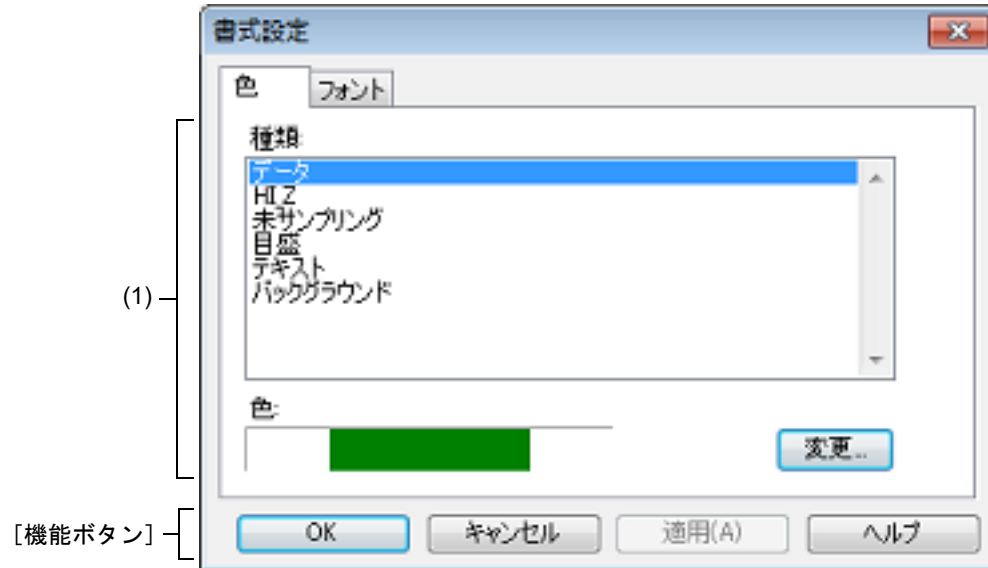 書式設定
色 フォント
種類:
データ
HI Z
未サンプリング
目盛
テキスト
バックグラウンド
(1)
色:
変更...
[機能ボタン]
OK キャンセル 適用(A) ヘルプ